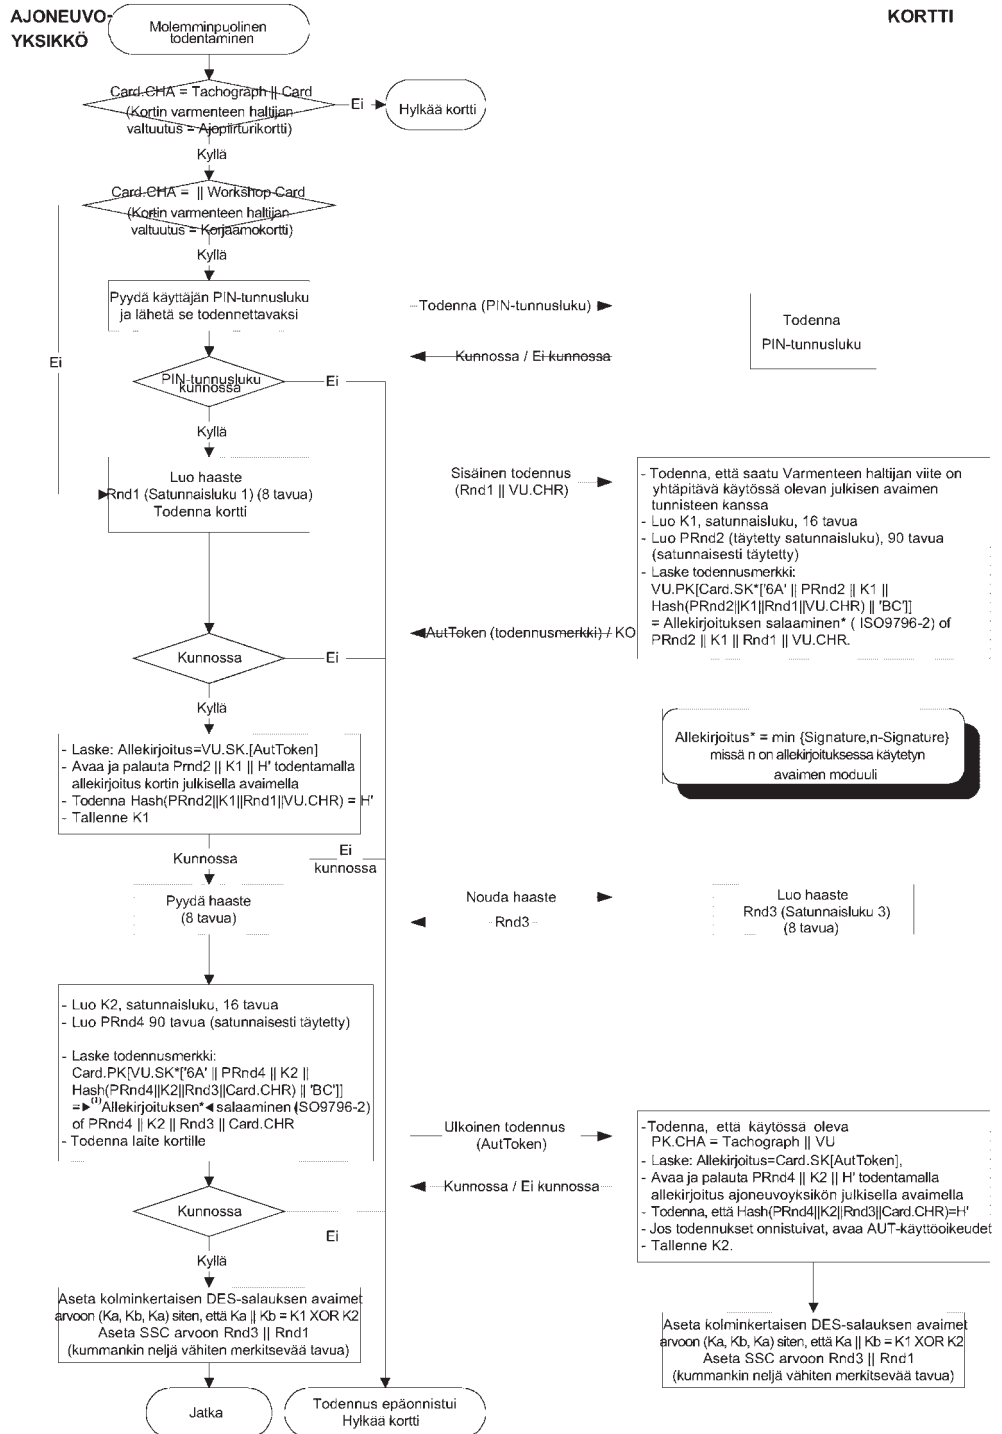 AJONEUVO-
YKSIKKÖ
KORTTI
Molemminpuolinen
todentaminen
Card.CHA = Tachograph || Card
(Kortin varmenteen haltijan
valtuutus = Ajopiirturikortti)
Ei
Hylkää kortti
Kyllä
Card.CHA = || Workshop Card
(Kortin varmenteen haltijan
valtuutus = Korjaamokortti)
Kyllä
Pyydä käyttäjän PIN-tunnusluku
ja lähetä se todennettavaksi
Todenna (PIN-tunnusluku)
Todenna
PIN-tunnusluku
Ei
Kunnossa / Ei kunnossa
PIN-tunnusluku
kunnossa
Ei
Kyllä
Luo haaste
Rnd1 (Satunnaisluku 1) (8 tavua)
Todenna kortti
Sisäinen todennus
(Rnd1 || VU.CHR)
- Todenna, että saatu Varmenteen haltijan viite on
yhtäpitävä käytössä olevan julkisen avaimen
tunnisteen kanssa
- Luo K1, satunnaisluku, 16 tavua
- Luo PRnd2 (täytetty satunnaisluku), 90 tavua
(satunnaisesti täytetty)
- Laske todennusmerkki:
VU.PK[Card.SK*['6A' || PRnd2 || K1 ||
Hash(PRnd2||K1||Rnd1||VU.CHR) || 'BC']]
= Allekirjoituksen salaaminen* ( ISO9796-2) of
PRnd2 || K1 || Rnd1 || VU.CHR.
AutToken (todennusmerkki) / KO
Kunnossa
Ei
Kyllä
Allekirjoitus* = min {Signature,n-Signature}
missä n on allekirjoituksessa käytetyn
avaimen moduuli
- Laske: Allekirjoitus=VU.SK.[AutToken]
- Avaa ja palauta Prnd2 || K1 || H' todentamalla
allekirjoitus kortin julkisella avaimella
- Todenna Hash(PRnd2||K1||Rnd1||VU.CHR) = H'
- Tallenne K1
Kunnossa
Ei
kunnossa
Pyydä haaste
(8 tavua)
Nouda haaste
Rnd3
Luo haaste
Rnd3 (Satunnaisluku 3)
(8 tavua)
- Luo K2, satunnaisluku, 16 tavua
- Luo PRnd4 90 tavua (satunnaisesti täytetty)
- Laske todennusmerkki:
Card.PK[VU.SK*['6A' || PRnd4 || K2 ||
Hash(PRnd4||K2||Rnd3||Card.CHR) || 'BC']]
=►(1)Allekirjoituksen*◄ salaaminen (ISO9796-2)
of PRnd4 || K2 || Rnd3 || Card.CHR
- Todenna laite kortille
Ulkoinen todennus
(AutToken)
-Todenna, että käytössä oleva
PK.CHA = Tachograph || VU
- Laske: Allekirjoitus=Card.SK[AutToken],
- Avaa ja palauta PRnd4 || K2 || H' todentamalla
allekirjoitus ajoneuvoyksikön julkisella avaimella
- Todenna, että Hash(PRnd4||K2||Rnd3||Card.CHR)=H'
- Jos todennukset onnistuivat, avaa AUT-käyttöoikeudet
- Tallenne K2.
Kunnossa / Ei kunnossa
Kunnossa
Ei
Kyllä
Aseta kolminkertaisen DES-salauksen avaimet
arvoon (Ka, Kb, Ka) siten, että Ka || Kb = K1 XOR K2
Aseta SSC arvoon Rnd3 || Rnd1
(kummankin neljä vähiten merkitsevää tavua)
Aseta kolminkertaisen DES-salauksen avaimet
arvoon (Ka, Kb, Ka) siten, että Ka || Kb = K1 XOR K2
Aseta SSC arvoon Rnd3 || Rnd1
(kummankin neljä vähiten merkitsevää tavua)
Jatka
Todennus epäonnistui
Hylkää kortti